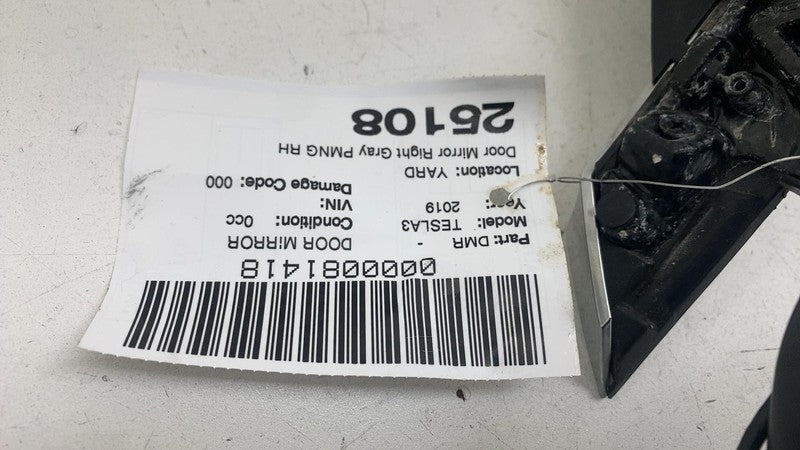 0000081418
Part: DMR - DOOR MIRROR
Model: TESLA3 Condition: 0cc
Year: 2019 VIN:
Location: YARD Damage Code: 000
Door Mirror Right Gray PMNG RH
25108